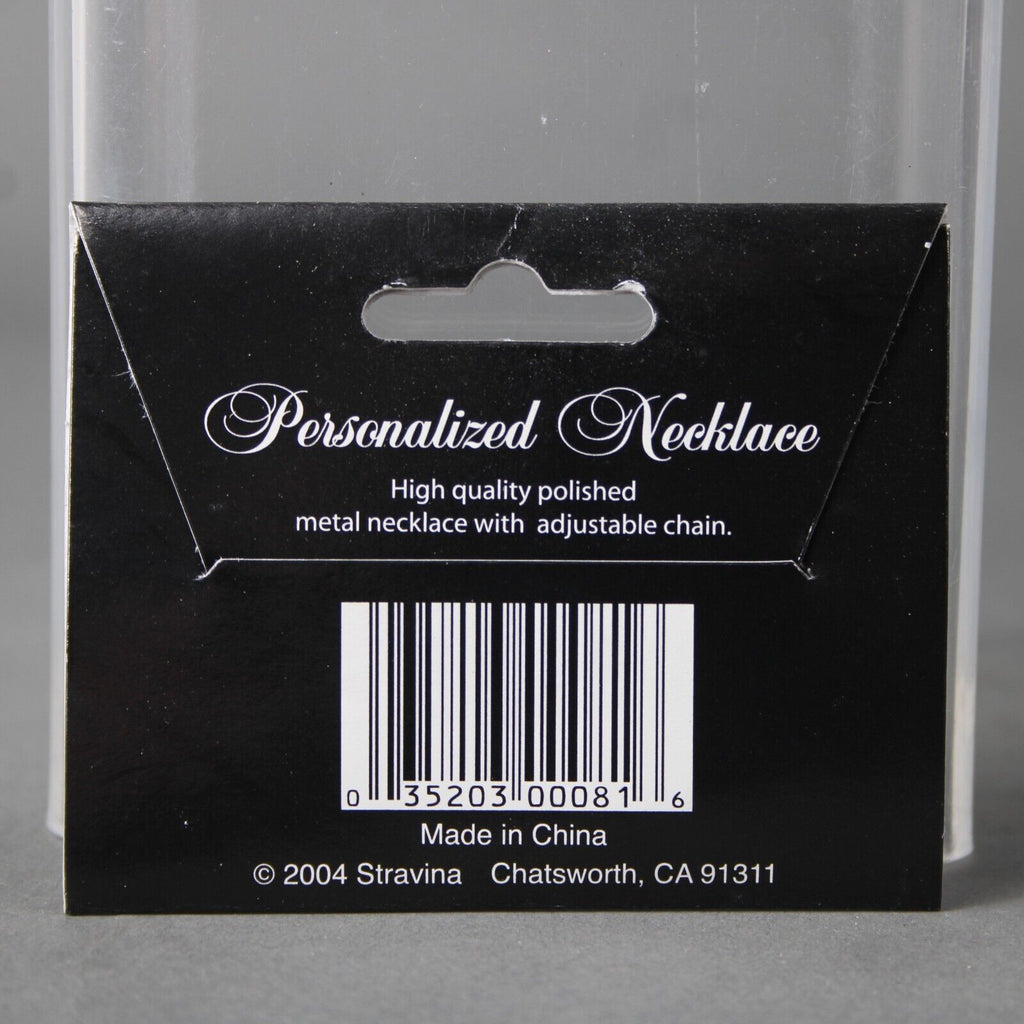 Personalized Necklace
High quality polished
metal necklace with adjustable chain.
0 35203 00081 6
Made in China
© 2004 Stravina Chatsworth, CA 91311